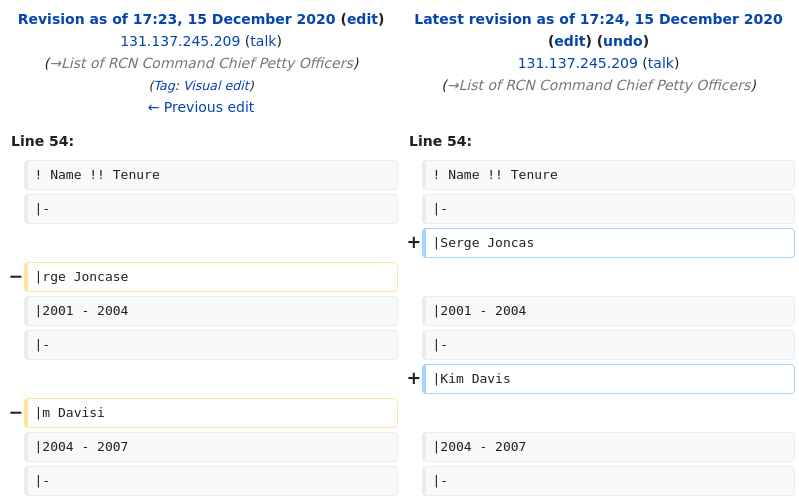 Revision as of 17:23, 15 December 2020 (edit)
131.137.245.209 (talk)
(→List of RCN Command Chief Petty Officers)
(Tag: Visual edit)
← Previous edit
Latest revision as of 17:24, 15 December 2020
(edit) (undo)
131.137.245.209 (talk)
(→List of RCN Command Chief Petty Officers)
Line 54:
Line 54:
! Name !! Tenure
! Name !! Tenure
|-
|-
+ |Serge Joncas
− |rge Joncase
|2001 - 2004
|2001 - 2004
|-
|-
+ |Kim Davis
− |m Davisi
|2004 - 2007
|2004 - 2007
|-
|-